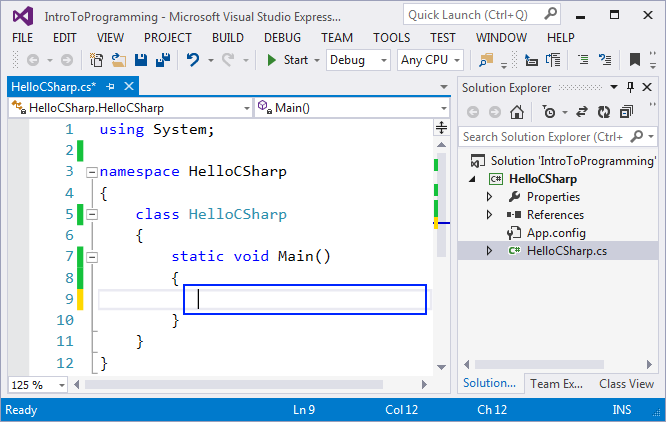 IntroToProgramming - Microsoft Visual Studio Express...
Quick Launch (Ctrl+Q)
FILE EDIT VIEW PROJECT BUILD DEBUG TEAM TOOLS TEST WINDOW HELP
Start Debug Any CPU
HelloCSharp.cs*
HelloCSharp.HelloCSharp Main()
1 using System;
2
3 namespace HelloCSharp
4 {
5 class HelloCSharp
6 {
7 static void Main()
8 {
9
10 }
11 }
12 }
125 %
Solution Explorer
Search Solution Explorer (Ctrl+
Solution 'IntroToProgramming'
C# HelloCSharp
Properties
References
App.config
C# HelloCSharp.cs
Solution... Team Ex... Class View
Ready Ln 9 Col 12 Ch 12 INS